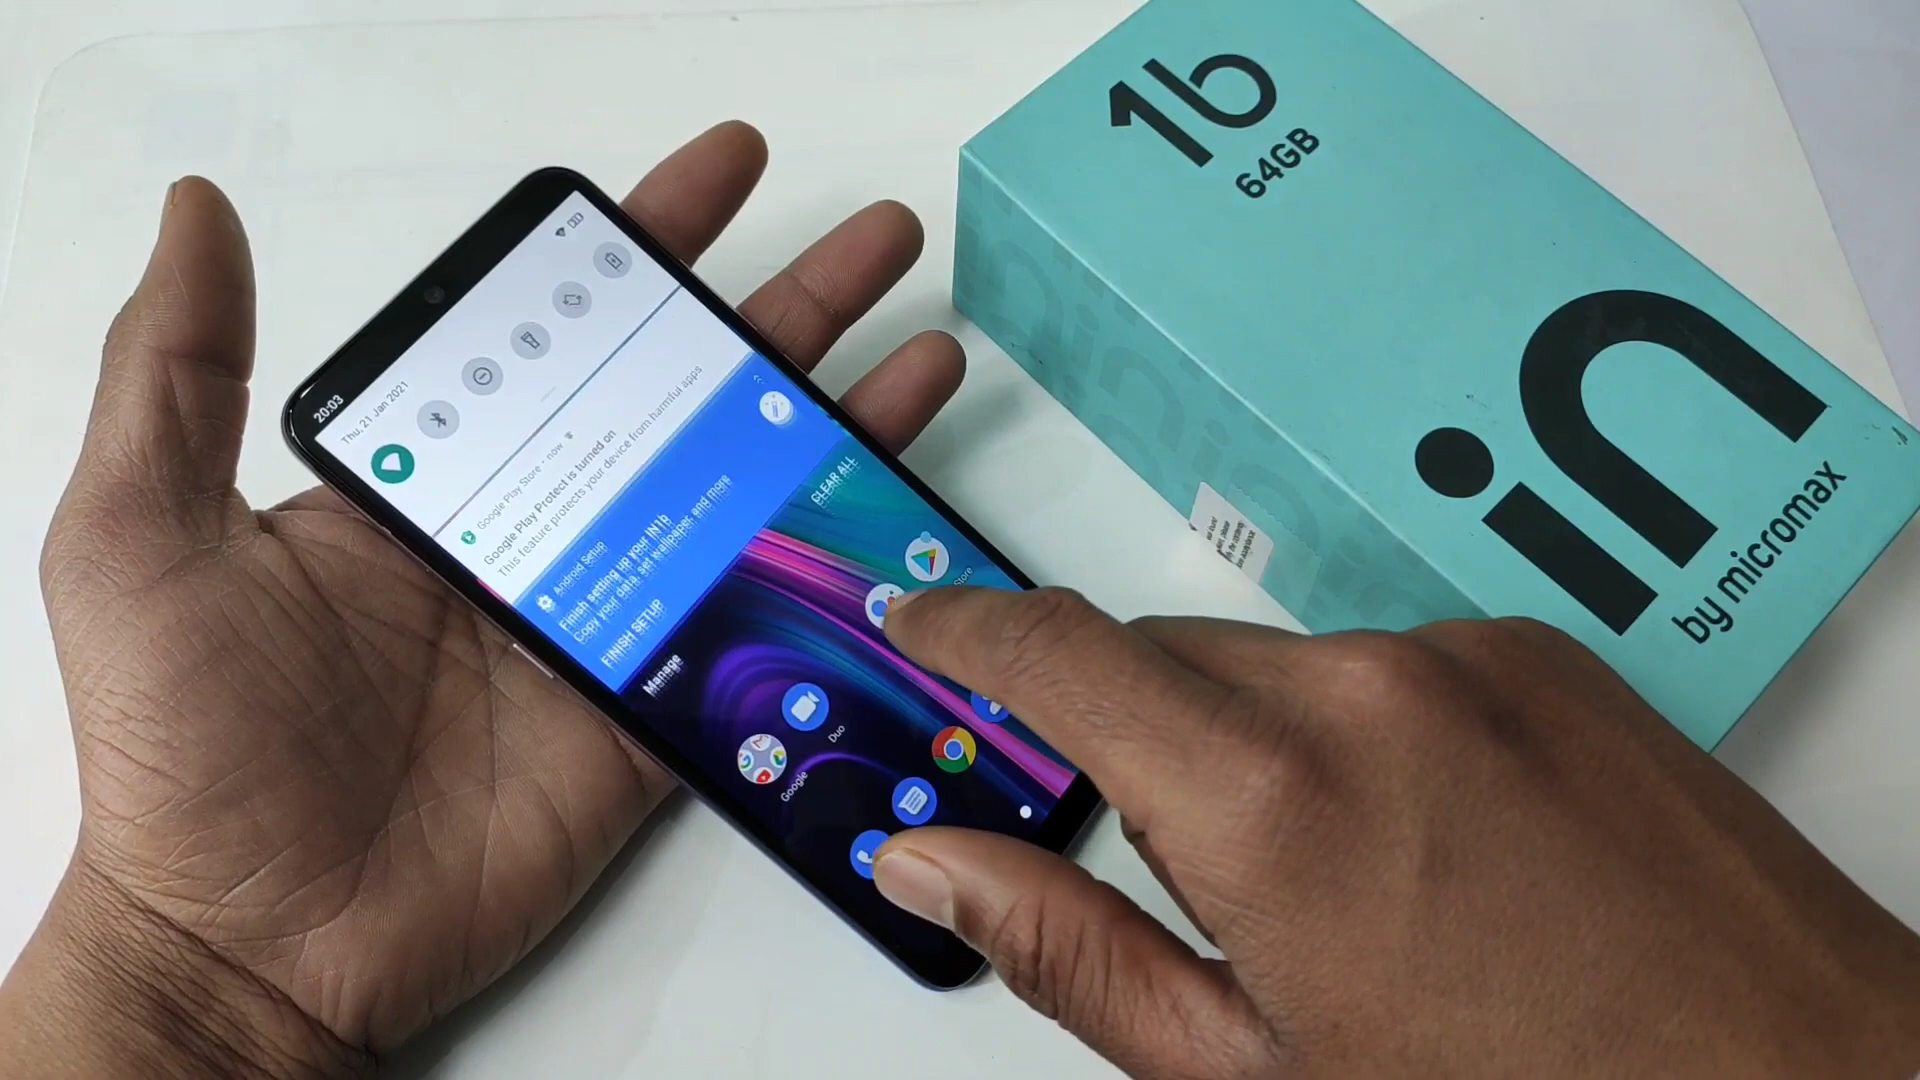 1b
64GB
in
by micromax
20:03
Thu, 21 Jan 2021
Google Play Store • now
Google Play Protect is turned on
This feature protects your device from harmful apps
Android Setup
Finish setting up your IN1b
Copy your data, set wallpaper and more
FINISH SETUP
Manage
CLEAR ALL
Store
Duo
Google